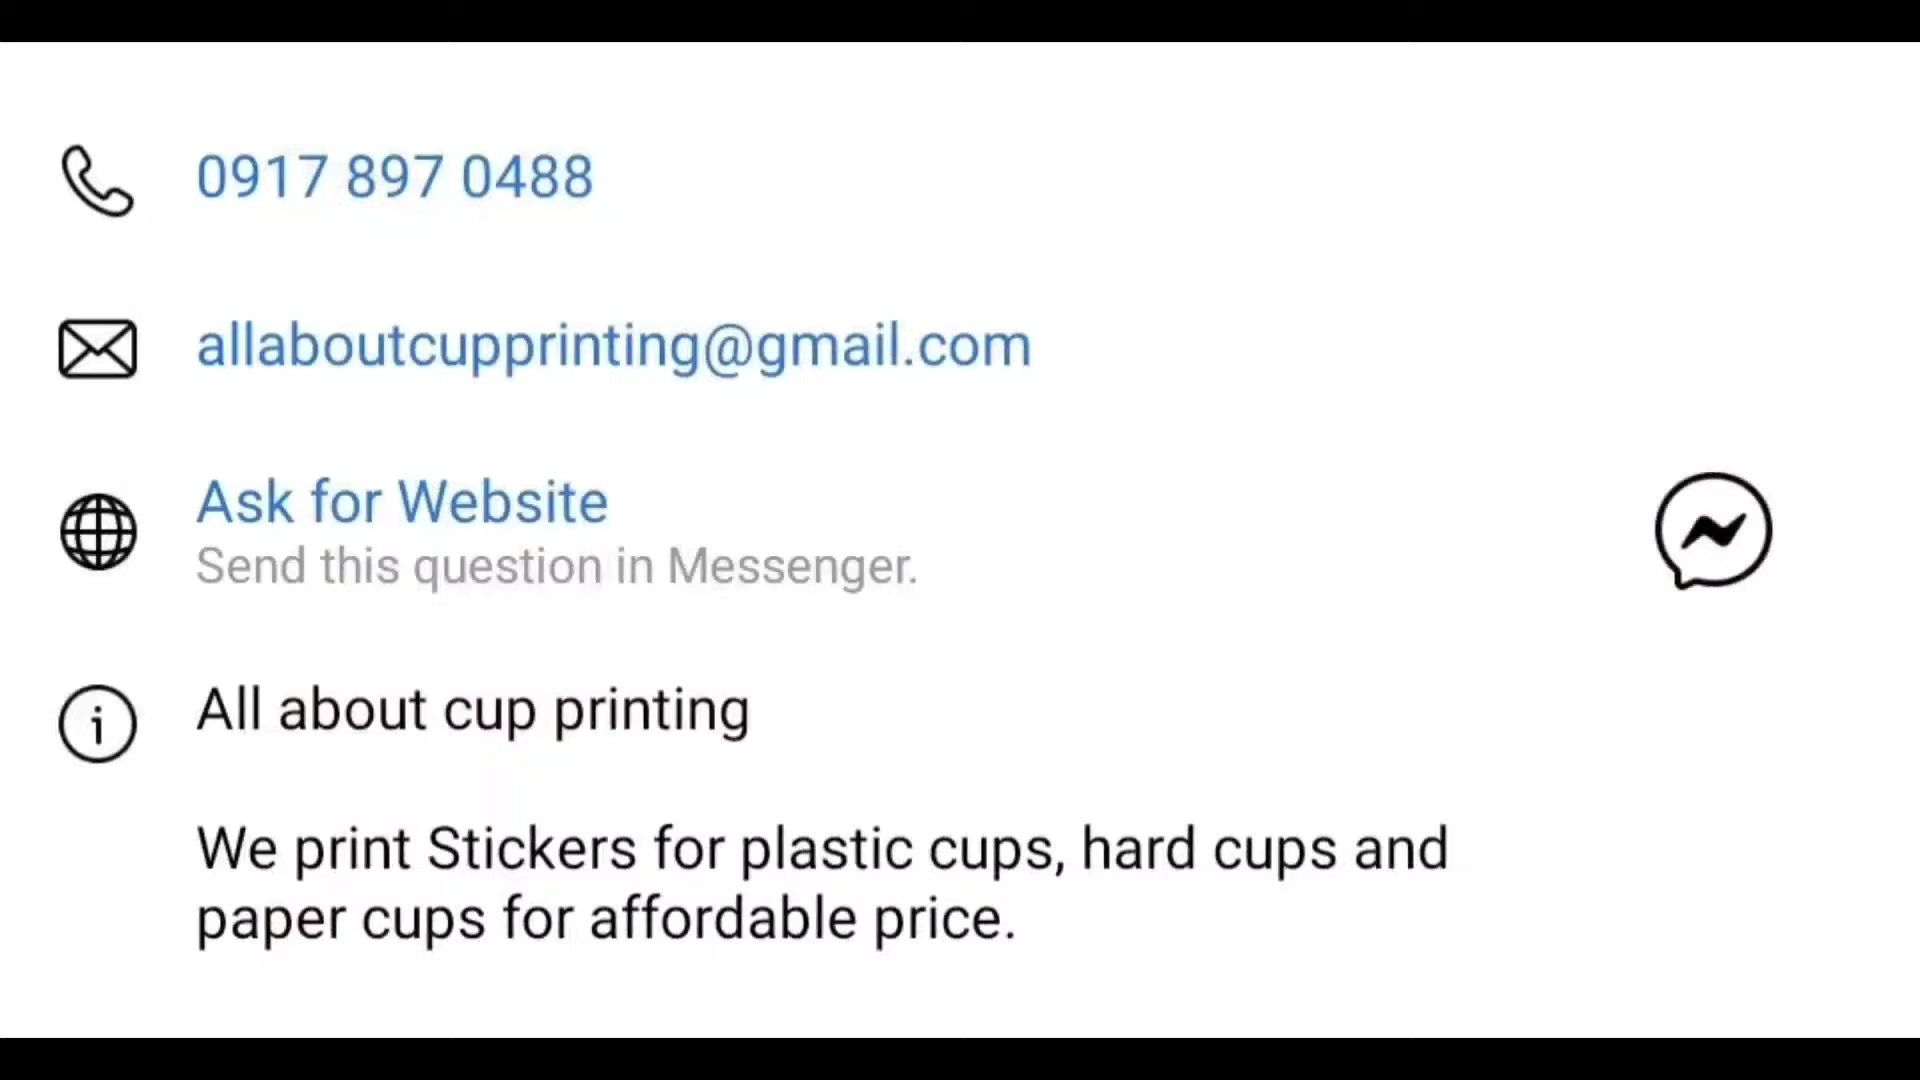 0917 897 0488
allaboutcupprinting@gmail.com
Ask for Website
Send this question in Messenger.
All about cup printing
We print Stickers for plastic cups, hard cups and
paper cups for affordable price.